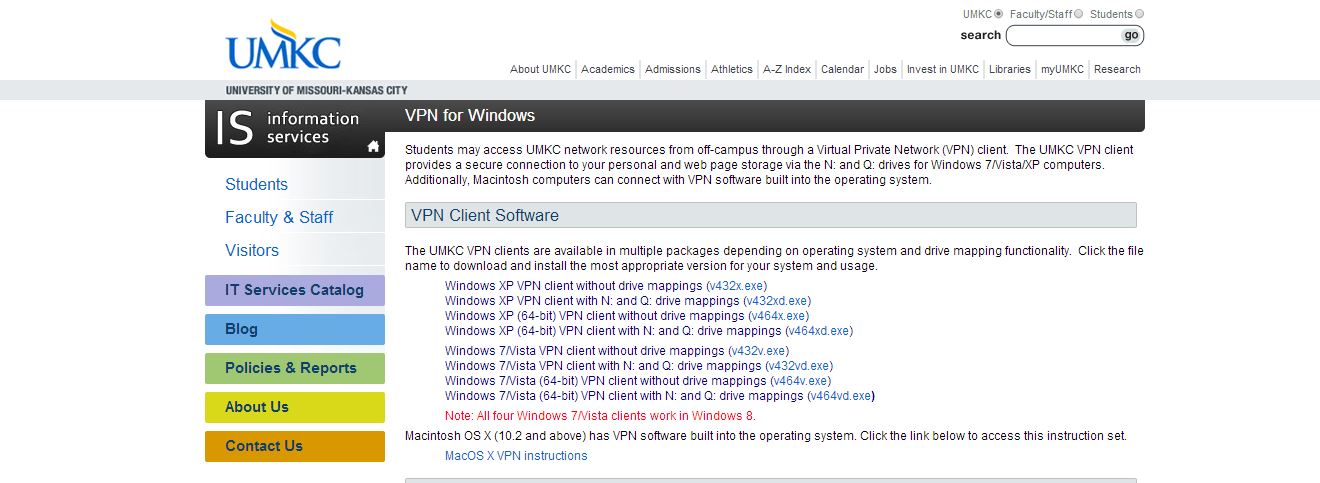 UMKC Faculty/Staff Students
search go
UMKC
About UMKC Academics Admissions Athletics A-Z Index Calendar Jobs Invest in UMKC Libraries myUMKC Research
UNIVERSITY OF MISSOURI-KANSAS CITY
IS information services
Students
Faculty & Staff
Visitors
IT Services Catalog
Blog
Policies & Reports
About Us
Contact Us
VPN for Windows
Students may access UMKC network resources from off-campus through a Virtual Private Network (VPN) client. The UMKC VPN client
provides a secure connection to your personal and web page storage via the N: and Q: drives for Windows 7/Vista/XP computers.
Additionally, Macintosh computers can connect with VPN software built into the operating system.
VPN Client Software
The UMKC VPN clients are available in multiple packages depending on operating system and drive mapping functionality. Click the file
name to download and install the most appropriate version for your system and usage.
Windows XP VPN client without drive mappings (v432x.exe)
Windows XP VPN client with N: and Q: drive mappings (v432xd.exe)
Windows XP (64-bit) VPN client without drive mappings (v464x.exe)
Windows XP (64-bit) VPN client with N: and Q: drive mappings (v464xd.exe)
Windows 7/Vista VPN client without drive mappings (v432v.exe)
Windows 7/Vista VPN client with N: and Q: drive mappings (v432vd.exe)
Windows 7/Vista (64-bit) VPN client without drive mappings (v464v.exe)
Windows 7/Vista (64-bit) VPN client with N: and Q: drive mappings (v464vd.exe)
Note: All four Windows 7/Vista clients work in Windows 8.
Macintosh OS X (10.2 and above) has VPN software built into the operating system. Click the link below to access this instruction set.
MacOS X VPN instructions